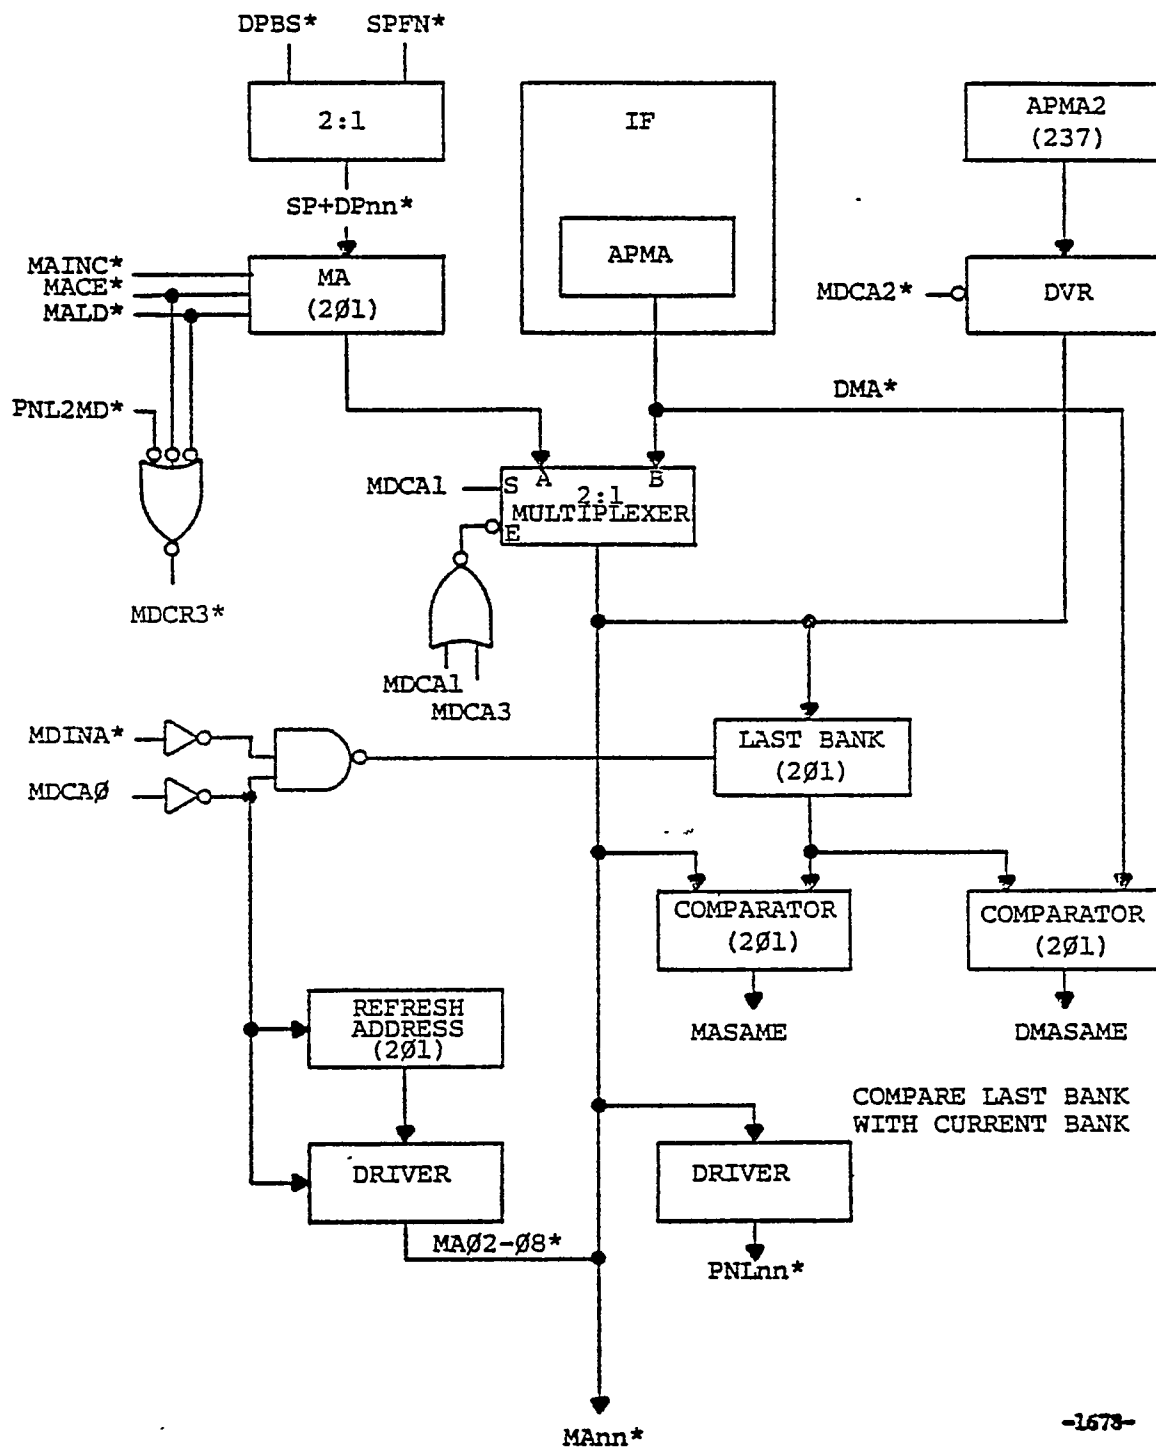 DPBS* SPFN*
2:1
IF
APMA2
(237)
SP+DPnn*
APMA
MAINC*
MACE*
MALD*
MA
(2Ø1)
MDCA2*
DVR
PNL2MD*
DMA*
MDCA1
S
A
B
2:1
MULTIPLEXER
E
MDCR3*
MDCA1
MDCA3
MDINA*
MDCAØ
LAST BANK
(2Ø1)
COMPARATOR
(2Ø1)
COMPARATOR
(2Ø1)
MASAME
DMASAME
REFRESH
ADDRESS
(2Ø1)
COMPARE LAST BANK
WITH CURRENT BANK
DRIVER
DRIVER
MAØ2-Ø8*
PNLnn*
MAnn*
-1678-